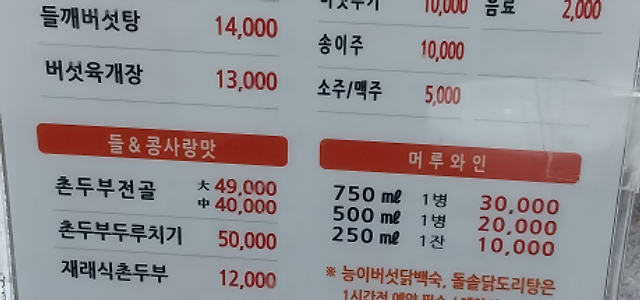 들깨버섯탕 14,000
버섯육개장 13,000
들&콩사랑맛
촌두부전골 大 49,000
中 40,000
촌두부두루치기 50,000
재래식촌두부 12,000
10,000 음료 2,000
송이주 10,000
소주/맥주 5,000
머루와인
750 ㎖ 1병 30,000
500 ㎖ 1병 20,000
250 ㎖ 1잔 10,000
※ 능이버섯닭백숙, 돌솥닭도리탕은
1시간전 예약